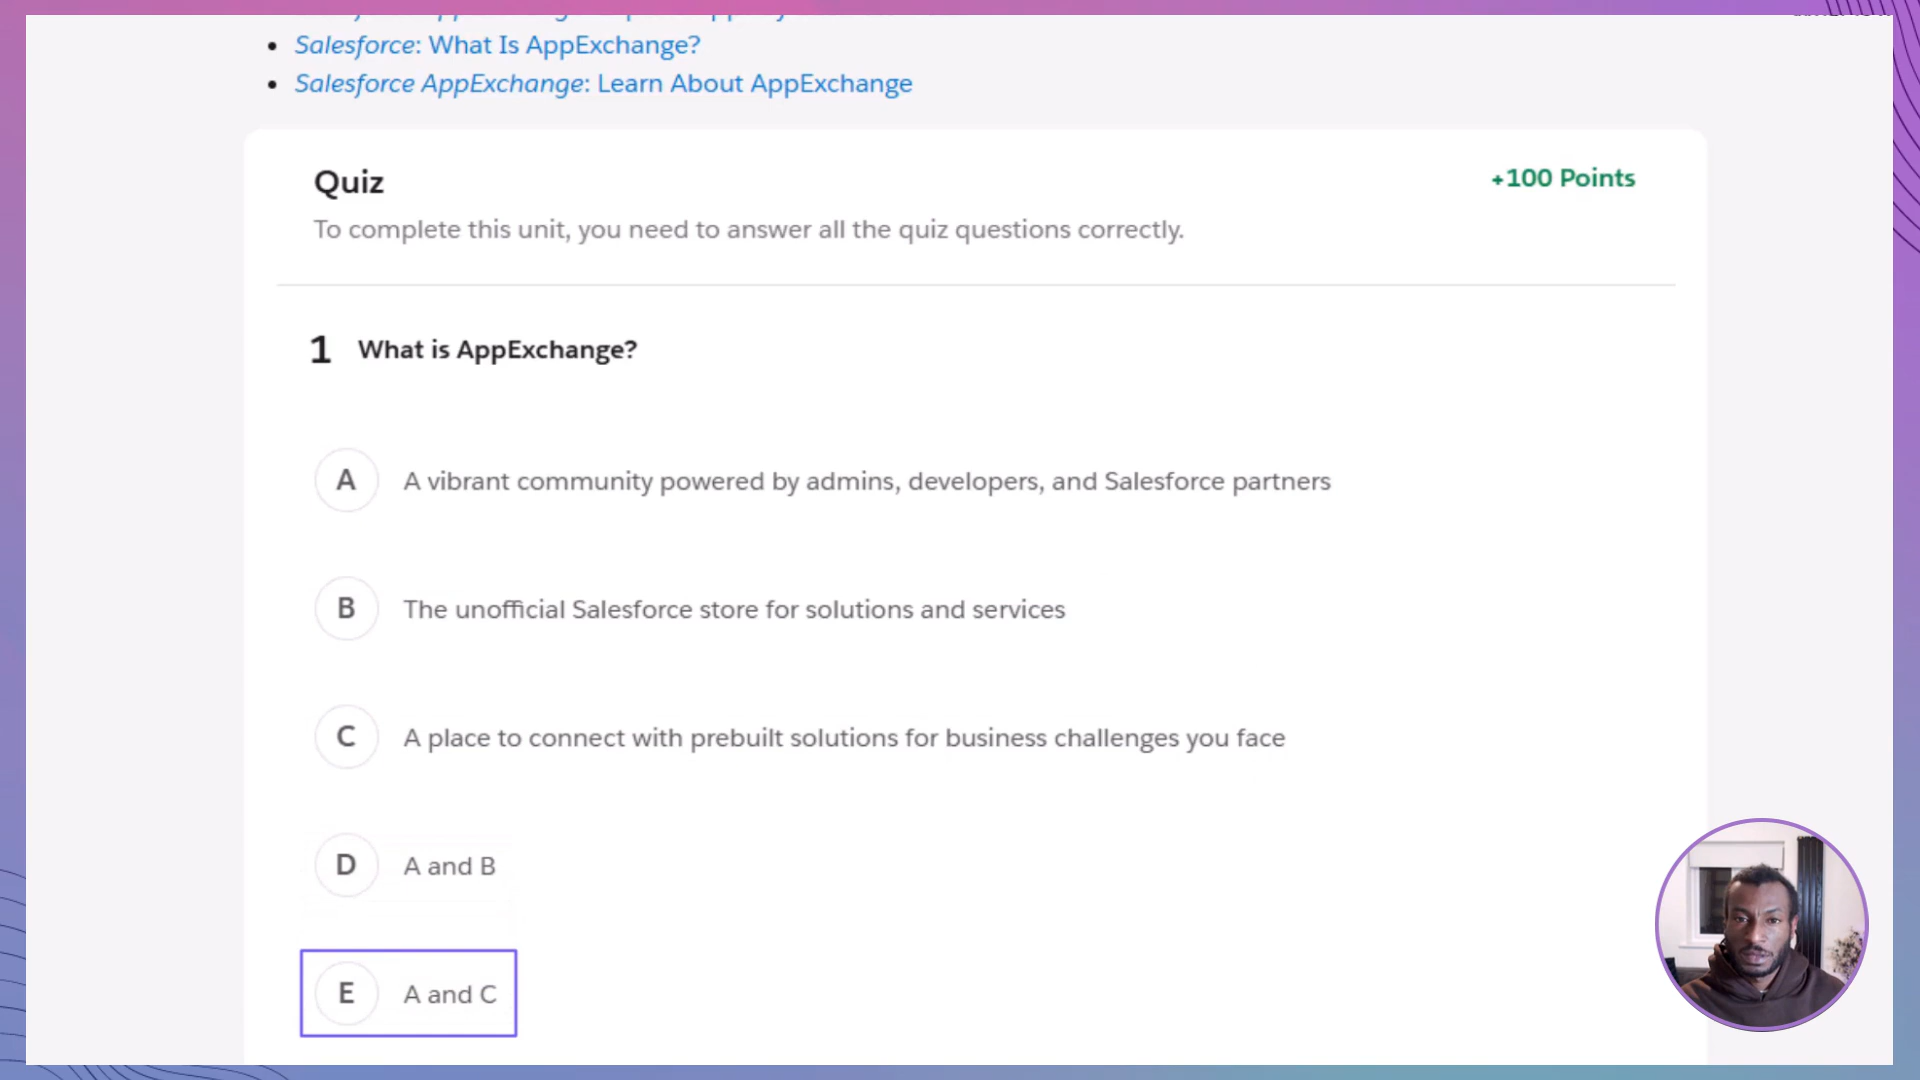 Salesforce: What Is AppExchange?
Salesforce AppExchange: Learn About AppExchange
Quiz
+100 Points
To complete this unit, you need to answer all the quiz questions correctly.
1 What is AppExchange?
A A vibrant community powered by admins, developers, and Salesforce partners
B The unofficial Salesforce store for solutions and services
C A place to connect with prebuilt solutions for business challenges you face
D A and B
E A and C